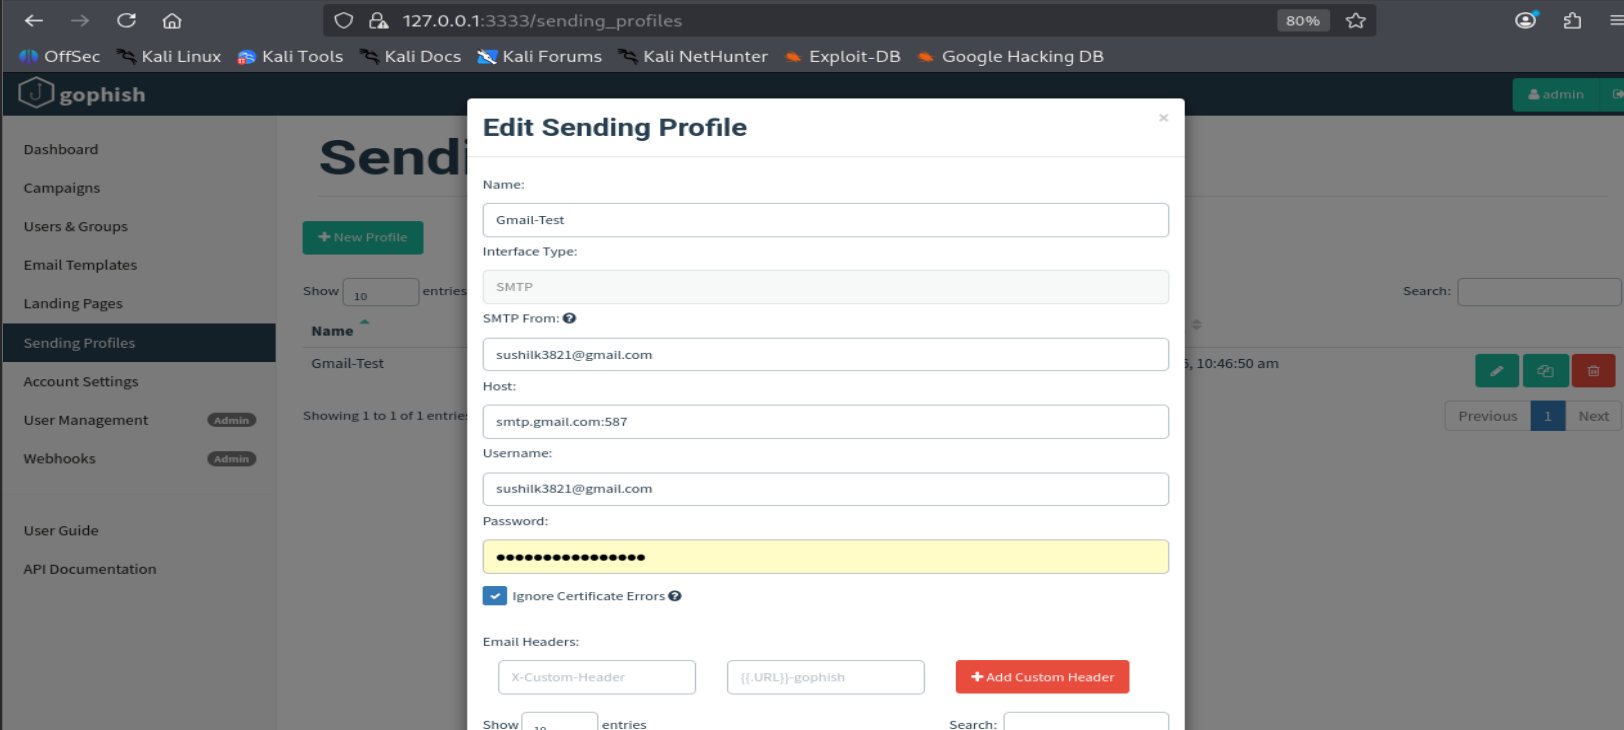 127.0.0.1:3333/sending_profiles 80%
OffSec Kali Linux Kali Tools Kali Docs Kali Forums Kali NetHunter Exploit-DB Google Hacking DB
gophish admin
Dashboard
Campaigns
Users & Groups
Email Templates
Landing Pages
Sending Profiles
Account Settings
User Management Admin
Webhooks Admin
User Guide
API Documentation
Sendi
+ New Profile
Show 10 entries
Search:
Name
Gmail-Test
6, 10:46:50 am
Showing 1 to 1 of 1 entries
Previous 1 Next
Edit Sending Profile ×
Name:
Gmail-Test
Interface Type:
SMTP
SMTP From:
sushilk3821@gmail.com
Host:
smtp.gmail.com:587
Username:
sushilk3821@gmail.com
Password:
••••••••••••••••
Ignore Certificate Errors
Email Headers:
X-Custom-Header {{.URL}}-gophish + Add Custom Header
Show 10 entries Search: